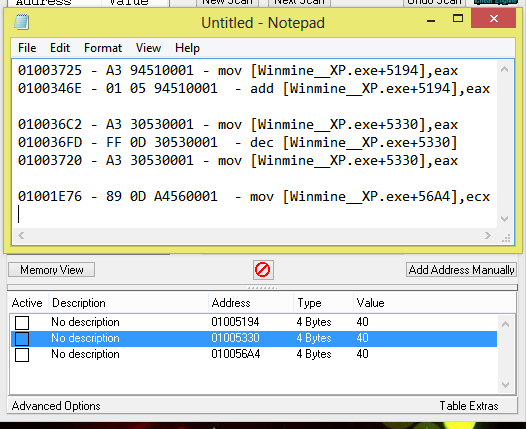 Address Value New Scan Next Scan Undo Scan
Untitled - Notepad
File Edit Format View Help
01003725 - A3 94510001 - mov [Winmine__XP.exe+5194],eax
0100346E - 01 05 94510001  - add [Winmine__XP.exe+5194],eax
010036C2 - A3 30530001 - mov [Winmine__XP.exe+5330],eax
010036FD - FF 0D 30530001 - dec [Winmine__XP.exe+5330]
01003720 - A3 30530001 - mov [Winmine__XP.exe+5330],eax
01001E76 - 89 0D A4560001  - mov [Winmine__XP.exe+56A4],ecx
Memory View Add Address Manually
Active Description Address Type Value
No description 01005194 4 Bytes 40
No description 01005330 4 Bytes 40
No description 010056A4 4 Bytes 40
Advanced Options Table Extras